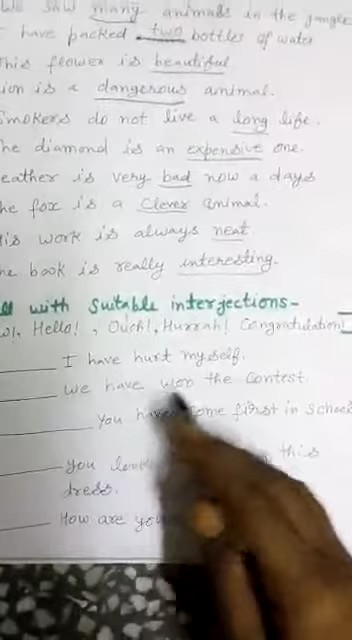 We saw many animals in the jungle
I have packed two bottles of water
This flower is beautiful
ion is a dangerous animal.
Smokers do not live a long life.
he diamond is an expensive one.
eather is very bad now a days
he fox is a clever animal.
His work is always neat
he book is really interesting.
ll with suitable interjections-
Hello! , Ouch!, Hurrah! Congratulation!
I have hurt myself.
We have won the contest.
You have come first in school
you look this
dress.
How are you